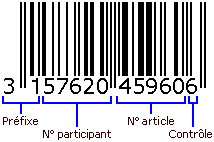 3 157620 459606
Préfixe N° article
N° participant Contrôle